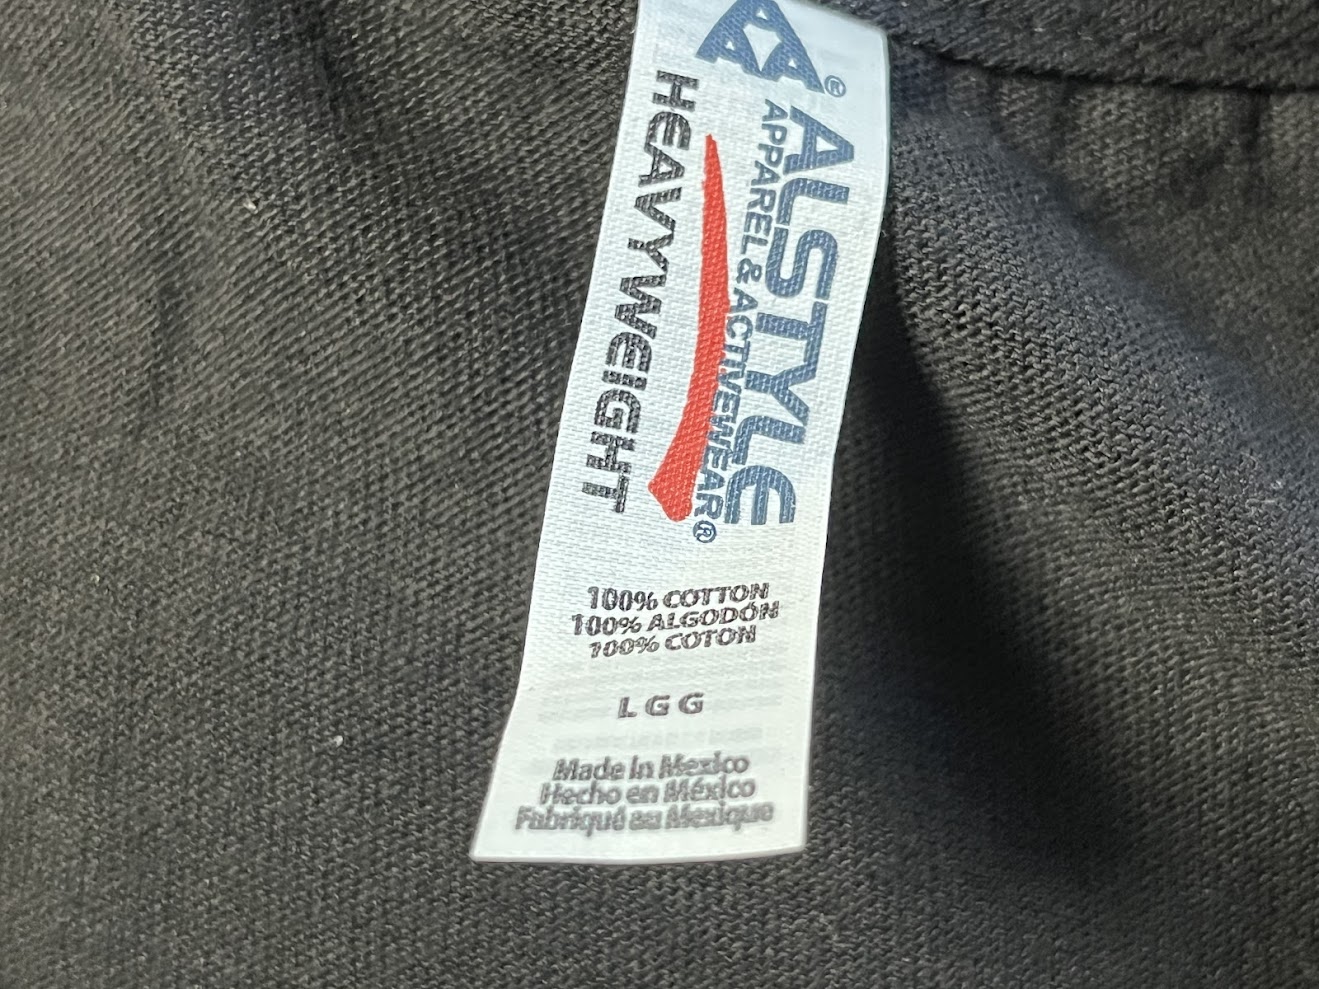 AAA®
ALSTYLE
APPAREL & ACTIVEWEAR®
HEAVYWEIGHT
100% COTTON
100% ALGODÓN
100% COTON
L G G
Made in Mexico
Hecho en México
Fabriqué au Mexique